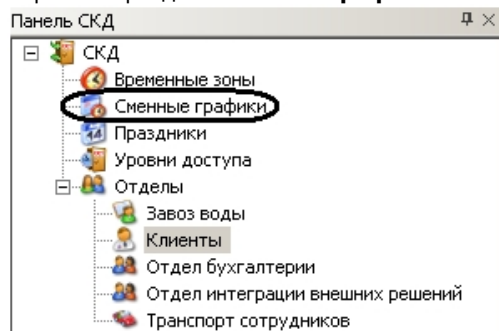 Панель СКД
СКД
Временные зоны
Сменные графики
Праздники
Уровни доступа
Отделы
Завоз воды
Клиенты
Отдел бухгалтерии
Отдел интеграции внешних решений
Транспорт сотрудников